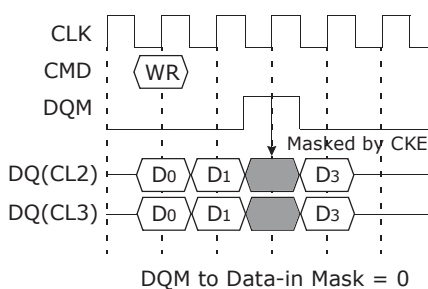 CLK
CMD WR
DQM
Masked by CKE
DQ(CL2) D0 D1 D3
DQ(CL3) D0 D1 D3
DQM to Data-in Mask = 0